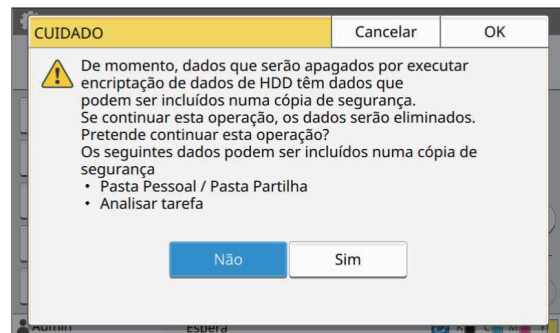 CUIDADO
Cancelar
OK
De momento, dados que serão apagados por executar
encriptação de dados de HDD têm dados que
podem ser incluídos numa cópia de segurança.
Se continuar esta operação, os dados serão eliminados.
Pretende continuar esta operação?
Os seguintes dados podem ser incluídos numa cópia de
segurança
• Pasta Pessoal / Pasta Partilha
• Analisar tarefa
Não
Sim
Admin
Espera
K C M Y